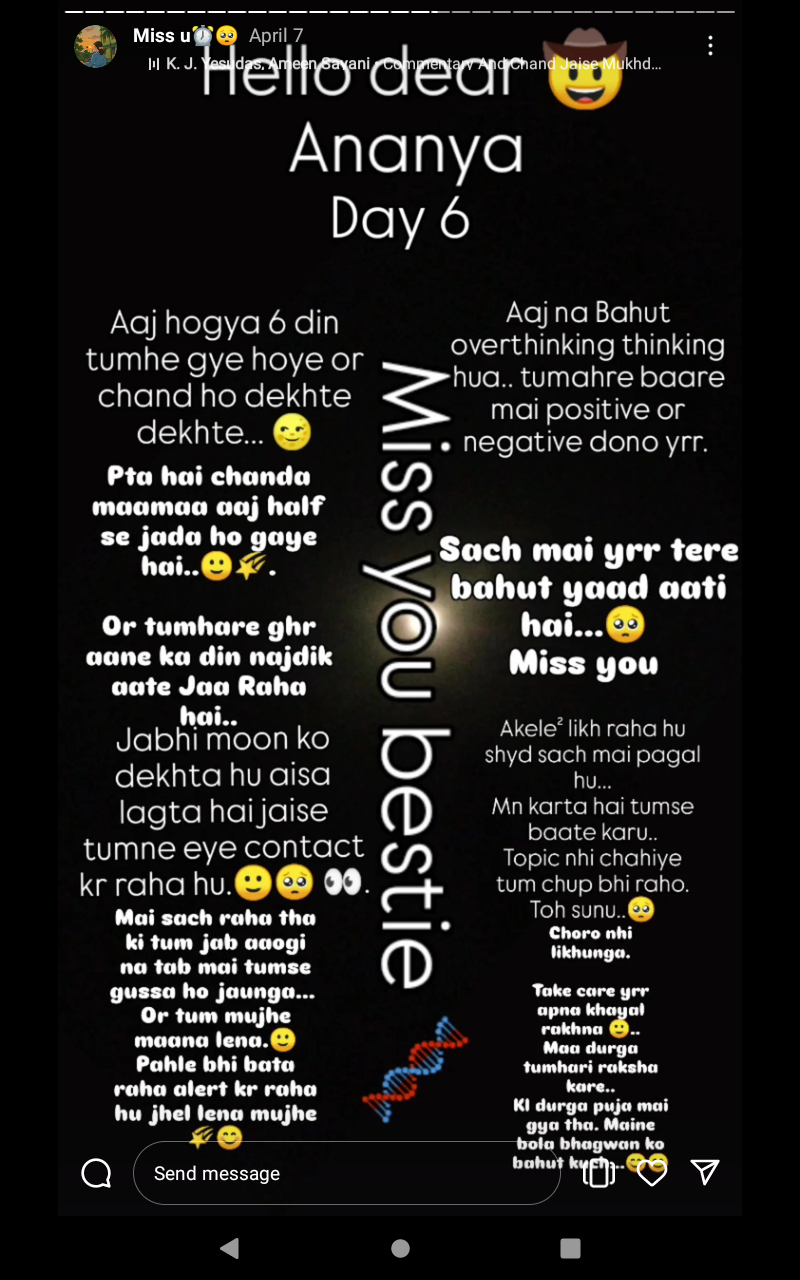 Miss u⏰🥺 April 7
K. J. Yesudas, Ameen Sayani • Commentary And Chand Jaise Mukhd...
Hello dear 🤠
Ananya
Day 6
Aaj hogya 6 din
tumhe gye hoye or
chand ho dekhte
dekhte... 🌝
Pta hai chanda
maamaa aaj half
se jada ho gaye
hai..🙂🌠.
Or tumhare ghr
aane ka din najdik
aate Jaa Raha
hai..
Jabhi moon ko
dekhta hu aisa
lagta hai jaise
tumne eye contact
kr raha hu.🙂🥺 👀.
Mai sach raha tha
ki tum jab aaogi
na tab mai tumse
gussa ho jaunga...
Or tum mujhe
maana lena.🙂
Pahle bhi bata
raha alert kr raha
hu jhel lena mujhe
🌠😊
Miss you bestie
Aaj na Bahut
overthinking thinking
hua.. tumahre baare
mai positive or
negative dono yrr.
Sach mai yrr tere
bahut yaad aati
hai...🥺
Miss you
Akele² likh raha hu
shyd sach mai pagal
hu...
Mn karta hai tumse
baate karu..
Topic nhi chahiye
tum chup bhi raho.
Toh sunu..🥺
Choro nhi
likhunga.
Take care yrr
apna khayal
rakhna 🙂..
Maa durga
tumhari raksha
kare..
Kl durga puja mai
gya tha. Maine
bola bhagwan ko
bahut kuch..😊😊
Send message